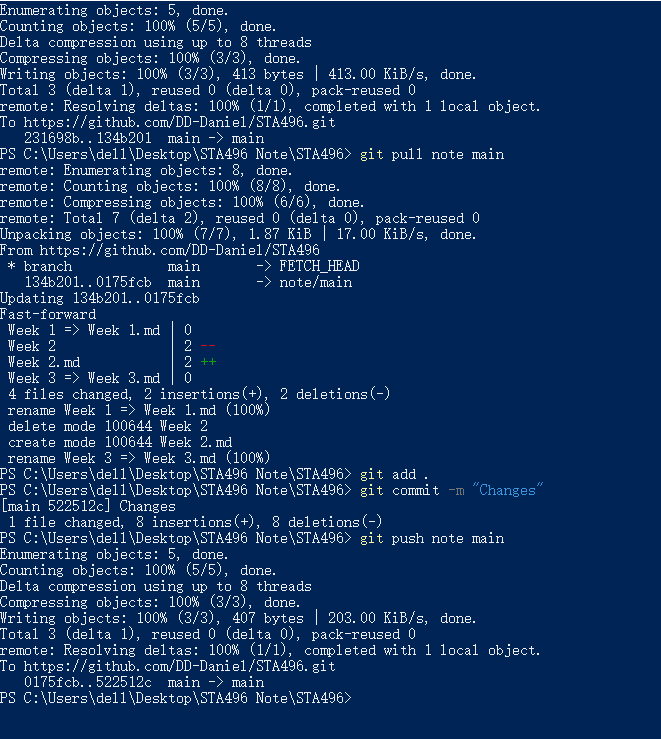 Enumerating objects: 5, done.
Counting objects: 100% (5/5), done.
Delta compression using up to 8 threads
Compressing objects: 100% (3/3), done.
Writing objects: 100% (3/3), 413 bytes | 413.00 KiB/s, done.
Total 3 (delta 1), reused 0 (delta 0), pack-reused 0
remote: Resolving deltas: 100% (1/1), completed with 1 local object.
To https://github.com/DD-Daniel/STA496.git
   231698b..134b201  main -> main
PS C:\Users\dell\Desktop\STA496 Note\STA496> git pull note main
remote: Enumerating objects: 8, done.
remote: Counting objects: 100% (8/8), done.
remote: Compressing objects: 100% (6/6), done.
remote: Total 7 (delta 2), reused 0 (delta 0), pack-reused 0
Unpacking objects: 100% (7/7), 1.87 KiB | 17.00 KiB/s, done.
From https://github.com/DD-Daniel/STA496
 * branch            main       -> FETCH_HEAD
   134b201..0175fcb  main       -> note/main
Updating 134b201..0175fcb
Fast-forward
 Week 1 => Week 1.md | 0
 Week 2              | 2 --
 Week 2.md           | 2 ++
 Week 3 => Week 3.md | 0
 4 files changed, 2 insertions(+), 2 deletions(-)
 rename Week 1 => Week 1.md (100%)
 delete mode 100644 Week 2
 create mode 100644 Week 2.md
 rename Week 3 => Week 3.md (100%)
PS C:\Users\dell\Desktop\STA496 Note\STA496> git add .
PS C:\Users\dell\Desktop\STA496 Note\STA496> git commit -m "Changes"
[main 522512c] Changes
 1 file changed, 8 insertions(+), 8 deletions(-)
PS C:\Users\dell\Desktop\STA496 Note\STA496> git push note main
Enumerating objects: 5, done.
Counting objects: 100% (5/5), done.
Delta compression using up to 8 threads
Compressing objects: 100% (3/3), done.
Writing objects: 100% (3/3), 407 bytes | 203.00 KiB/s, done.
Total 3 (delta 1), reused 0 (delta 0), pack-reused 0
remote: Resolving deltas: 100% (1/1), completed with 1 local object.
To https://github.com/DD-Daniel/STA496.git
   0175fcb..522512c  main -> main
PS C:\Users\dell\Desktop\STA496 Note\STA496>